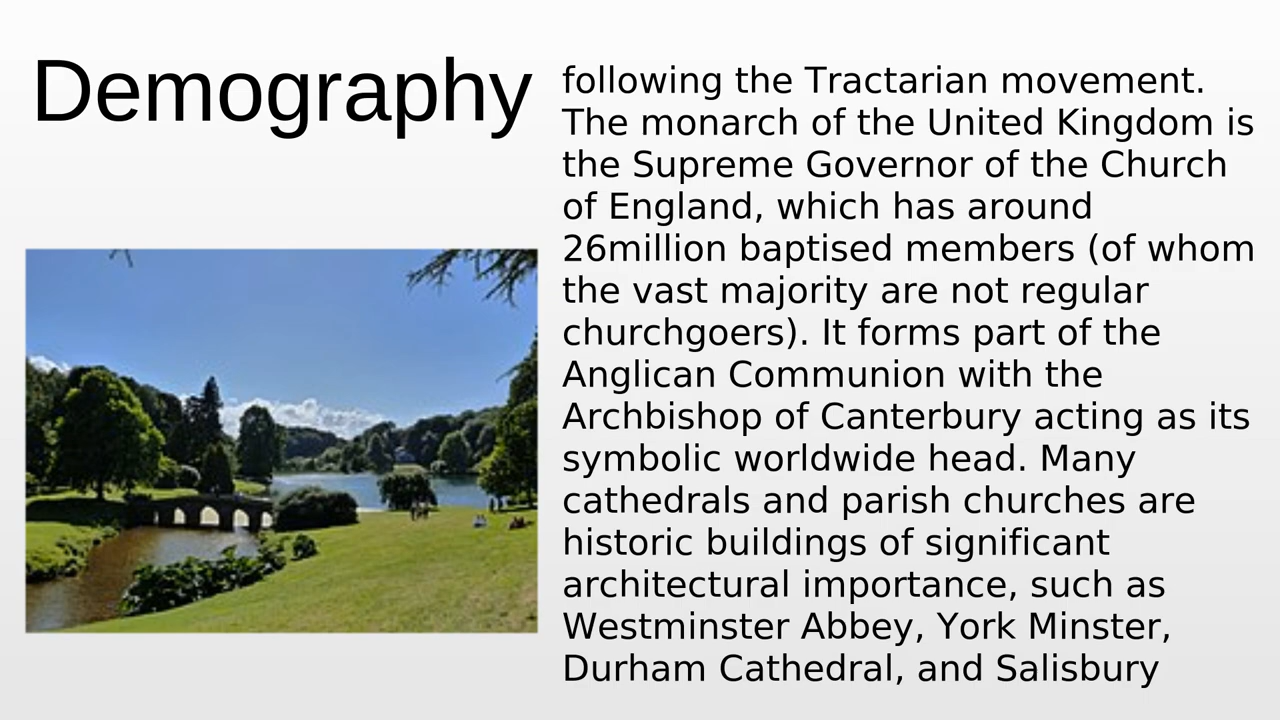 Demography
following the Tractarian movement.
The monarch of the United Kingdom is
the Supreme Governor of the Church
of England, which has around
26million baptised members (of whom
the vast majority are not regular
churchgoers). It forms part of the
Anglican Communion with the
Archbishop of Canterbury acting as its
symbolic worldwide head. Many
cathedrals and parish churches are
historic buildings of significant
architectural importance, such as
Westminster Abbey, York Minster,
Durham Cathedral, and Salisbury